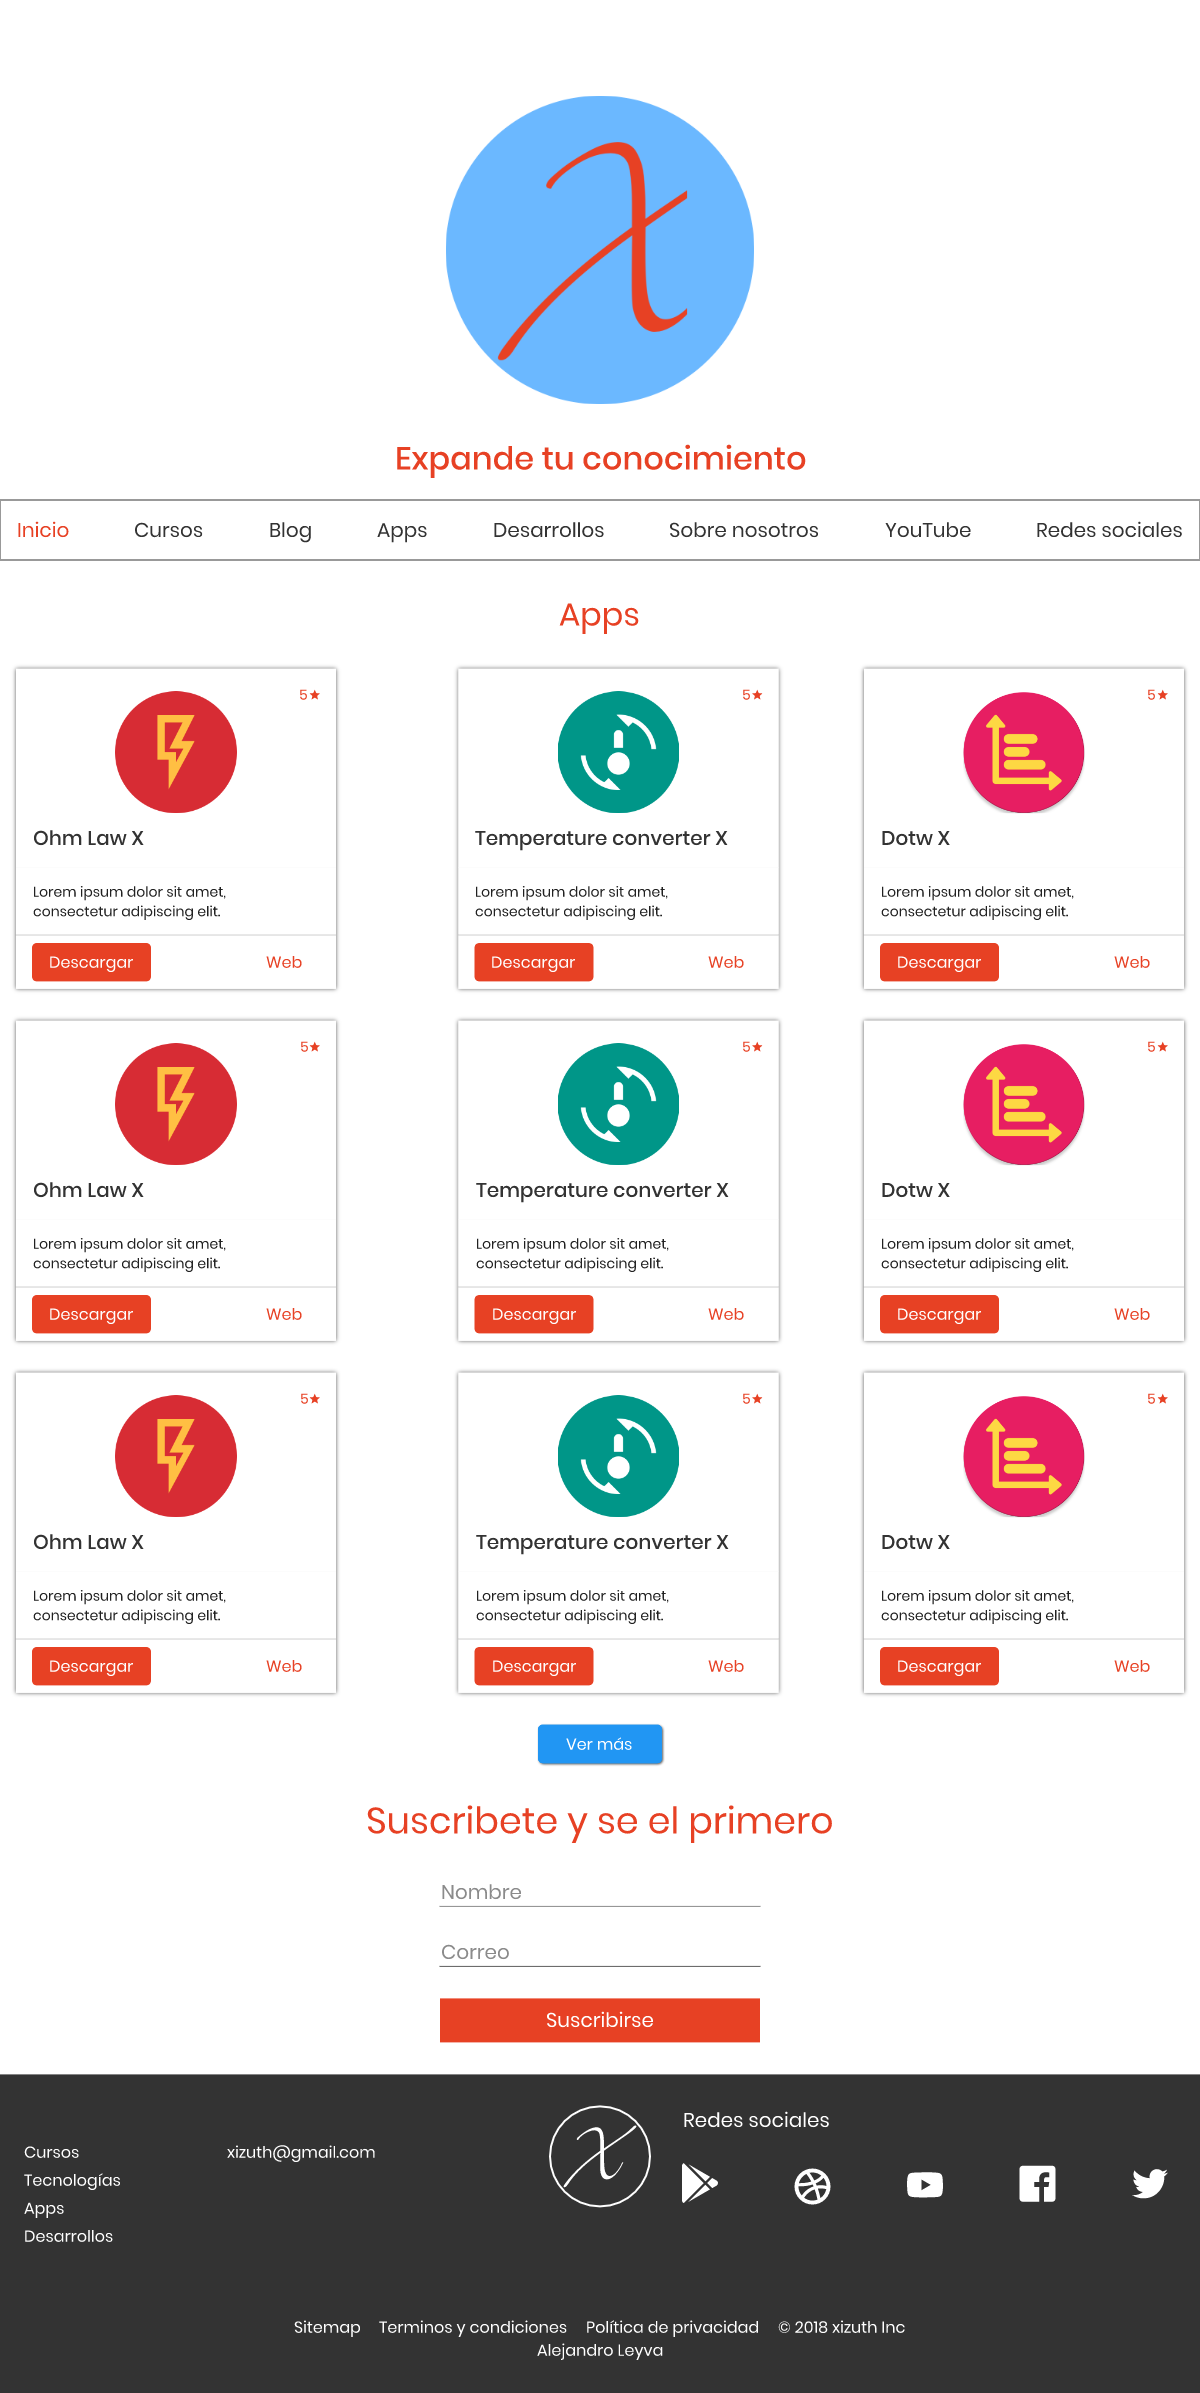 Expande tu conocimiento
Inicio Cursos Blog Apps Desarrollos Sobre nosotros YouTube Redes sociales
Apps
5★
Ohm Law X
Lorem ipsum dolor sit amet,
consectetur adipiscing elit.
Descargar Web
5★
Temperature converter X
Lorem ipsum dolor sit amet,
consectetur adipiscing elit.
Descargar Web
5★
Dotw X
Lorem ipsum dolor sit amet,
consectetur adipiscing elit.
Descargar Web
5★
Ohm Law X
Lorem ipsum dolor sit amet,
consectetur adipiscing elit.
Descargar Web
5★
Temperature converter X
Lorem ipsum dolor sit amet,
consectetur adipiscing elit.
Descargar Web
5★
Dotw X
Lorem ipsum dolor sit amet,
consectetur adipiscing elit.
Descargar Web
5★
Ohm Law X
Lorem ipsum dolor sit amet,
consectetur adipiscing elit.
Descargar Web
5★
Temperature converter X
Lorem ipsum dolor sit amet,
consectetur adipiscing elit.
Descargar Web
5★
Dotw X
Lorem ipsum dolor sit amet,
consectetur adipiscing elit.
Descargar Web
Ver más
Suscribete y se el primero
Nombre
Correo
Suscribirse
Cursos
Tecnologías
Apps
Desarrollos
xizuth@gmail.com
Redes sociales
Sitemap Terminos y condiciones Política de privacidad © 2018 xizuth Inc
Alejandro Leyva